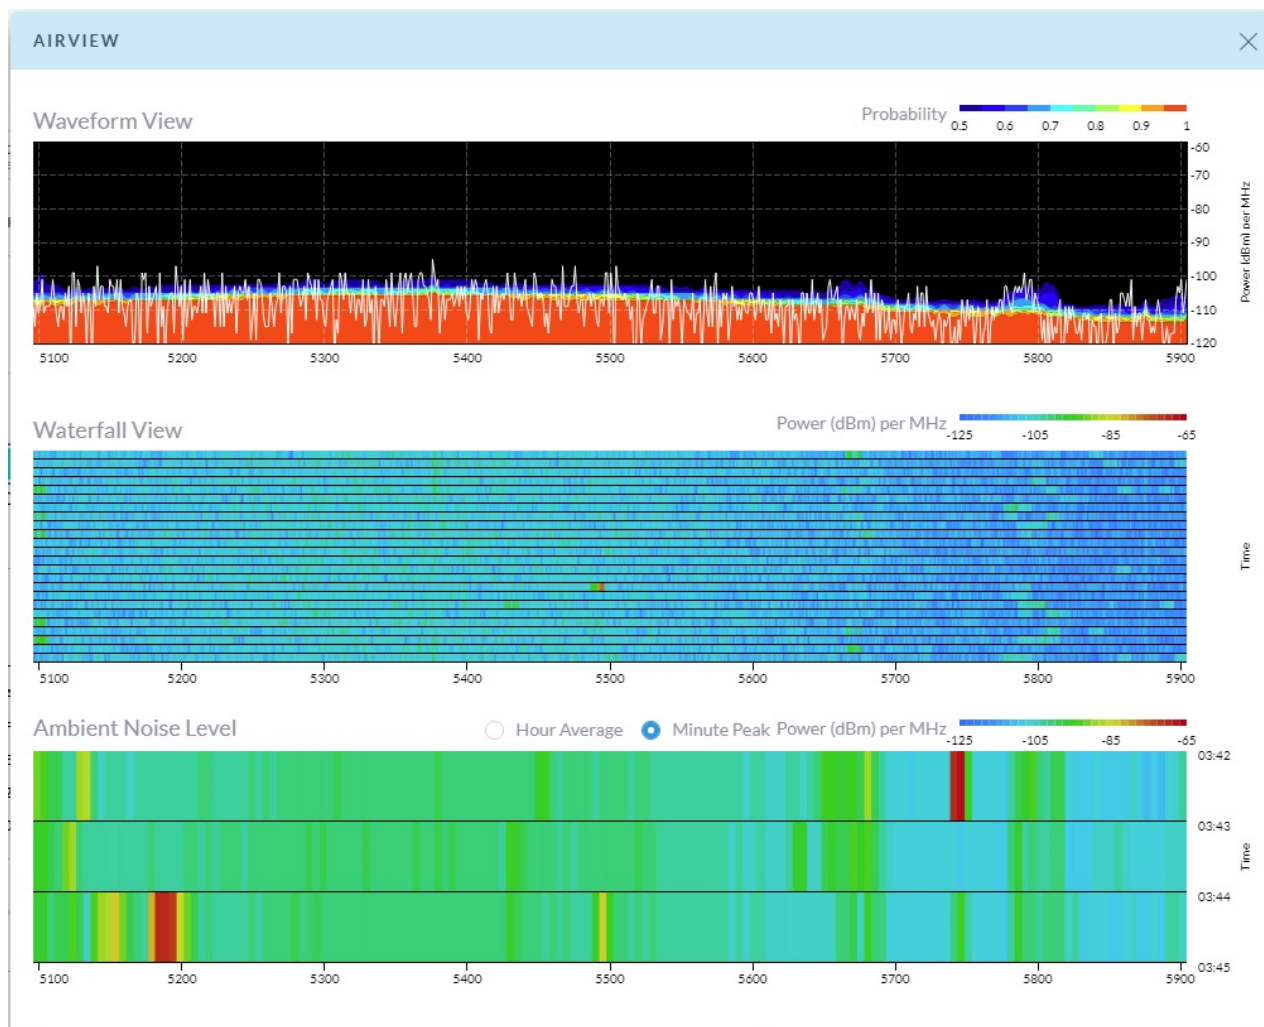 AIRVIEW
Waveform View
Probability
0.5 0.6 0.7 0.8 0.9 1
-60
-70
-80
-90
-100
-110
-120
Power (dBm) per MHz
5100 5200 5300 5400 5500 5600 5700 5800 5900
Waterfall View
Power (dBm) per MHz
-125 -105 -85 -65
Time
5100 5200 5300 5400 5500 5600 5700 5800 5900
Ambient Noise Level
Hour Average Minute Peak Power (dBm) per MHz
-125 -105 -85 -65
03:42
03:43
03:44
03:45
Time
5100 5200 5300 5400 5500 5600 5700 5800 5900